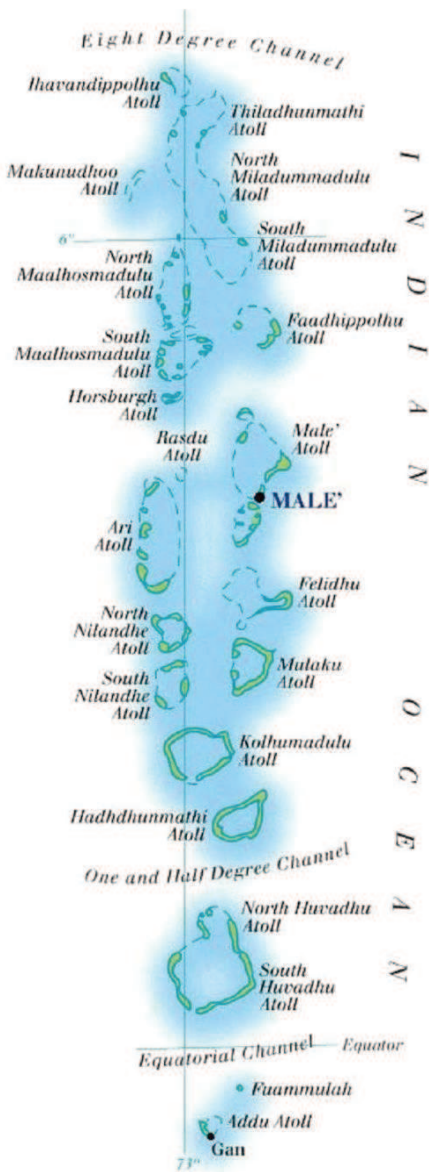 Eight Degree Channel
Ihavandippolhu
Atoll
Thiladhunmathi
Atoll
Makunudhoo
Atoll
North
Miladummadulu
Atoll
6°
South
Miladummadulu
Atoll
North
Maalhosmadulu
Atoll
Faadhippolhu
Atoll
South
Maalhosmadulu
Atoll
Horsburgh
Atoll
Rasdu
Atoll
Male'
Atoll
MALE'
Ari
Atoll
Felidhu
Atoll
North
Nilandhe
Atoll
Mulaku
Atoll
South
Nilandhe
Atoll
Kolhumadulu
Atoll
Hadhdhunmathi
Atoll
One and Half Degree Channel
North Huvadhu
Atoll
South
Huvadhu
Atoll
Equatorial Channel
Equator
Fuammulah
Addu Atoll
Gan
73°
INDIAN OCEAN